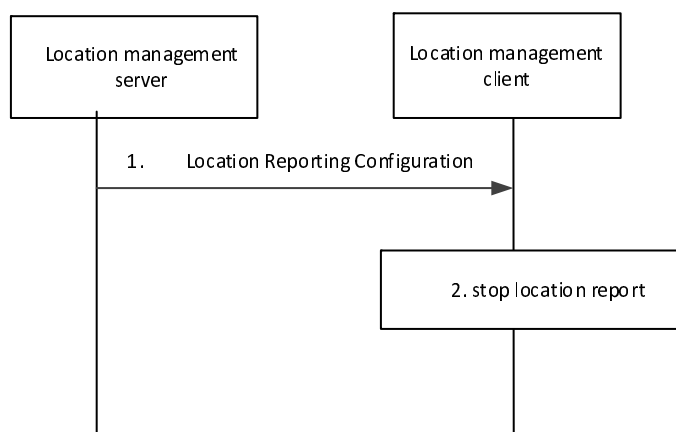 Location management
server
Location management
client
1. Location Reporting Configuration
2. stop location report